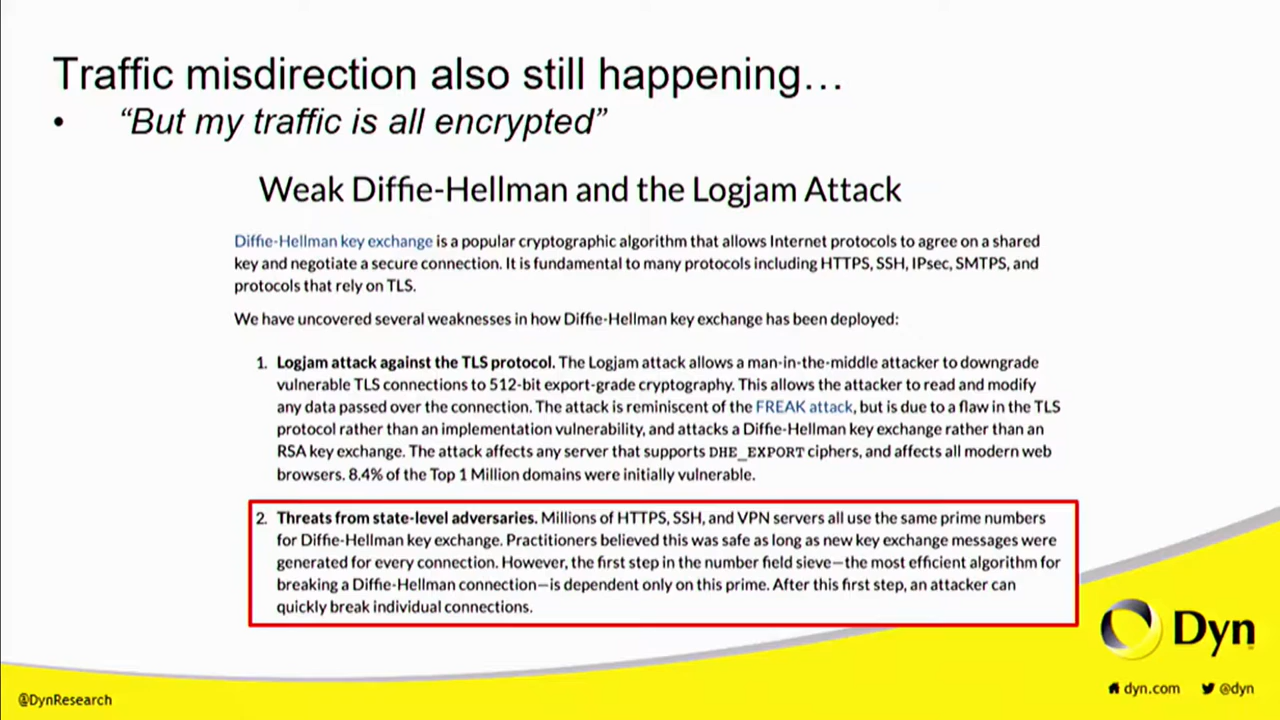 Traffic misdirection also still happening…
• “But my traffic is all encrypted”
Weak Diffie-Hellman and the Logjam Attack
Diffie-Hellman key exchange is a popular cryptographic algorithm that allows Internet protocols to agree on a shared
key and negotiate a secure connection. It is fundamental to many protocols including HTTPS, SSH, IPsec, SMTPS, and
protocols that rely on TLS.
We have uncovered several weaknesses in how Diffie-Hellman key exchange has been deployed:
1. Logjam attack against the TLS protocol. The Logjam attack allows a man-in-the-middle attacker to downgrade
vulnerable TLS connections to 512-bit export-grade cryptography. This allows the attacker to read and modify
any data passed over the connection. The attack is reminiscent of the FREAK attack, but is due to a flaw in the TLS
protocol rather than an implementation vulnerability, and attacks a Diffie-Hellman key exchange rather than an
RSA key exchange. The attack affects any server that supports DHE_EXPORT ciphers, and affects all modern web
browsers. 8.4% of the Top 1 Million domains were initially vulnerable.
2. Threats from state-level adversaries. Millions of HTTPS, SSH, and VPN servers all use the same prime numbers
for Diffie-Hellman key exchange. Practitioners believed this was safe as long as new key exchange messages were
generated for every connection. However, the first step in the number field sieve—the most efficient algorithm for
breaking a Diffie-Hellman connection—is dependent only on this prime. After this first step, an attacker can
quickly break individual connections.
Dyn
@DynResearch
dyn.com @dyn